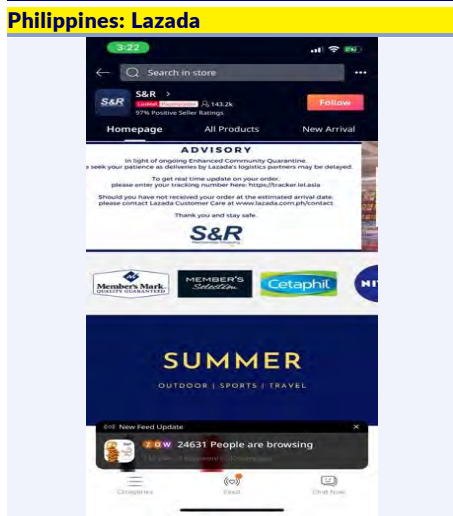 Philippines: Lazada
3:22
Search in store
S&R >
LazMall
143.2k
Follow
97% Positive Seller Ratings
Homepage All Products New Arrival
ADVISORY
In light of ongoing Enhanced Community Quarantine.
seek your patience as deliveries by Lazada's logistics partners may be delayed.
To get real time update on your order.
please enter your tracking number here: https://tracker.lel.asia
Should you have not received your order at the estimated arrival date:
please contact Lazada Customer Care at www.lazada.com.ph/contact
Thank you and stay safe.
S&R
Member's Mark
QUALITY GUARANTEED
MEMBER'S
Selection
Cetaphil
NI
SUMMER
OUTDOOR | SPORTS | TRAVEL
New Feed Update
24631 People are browsing
Categories Feed Chat Now